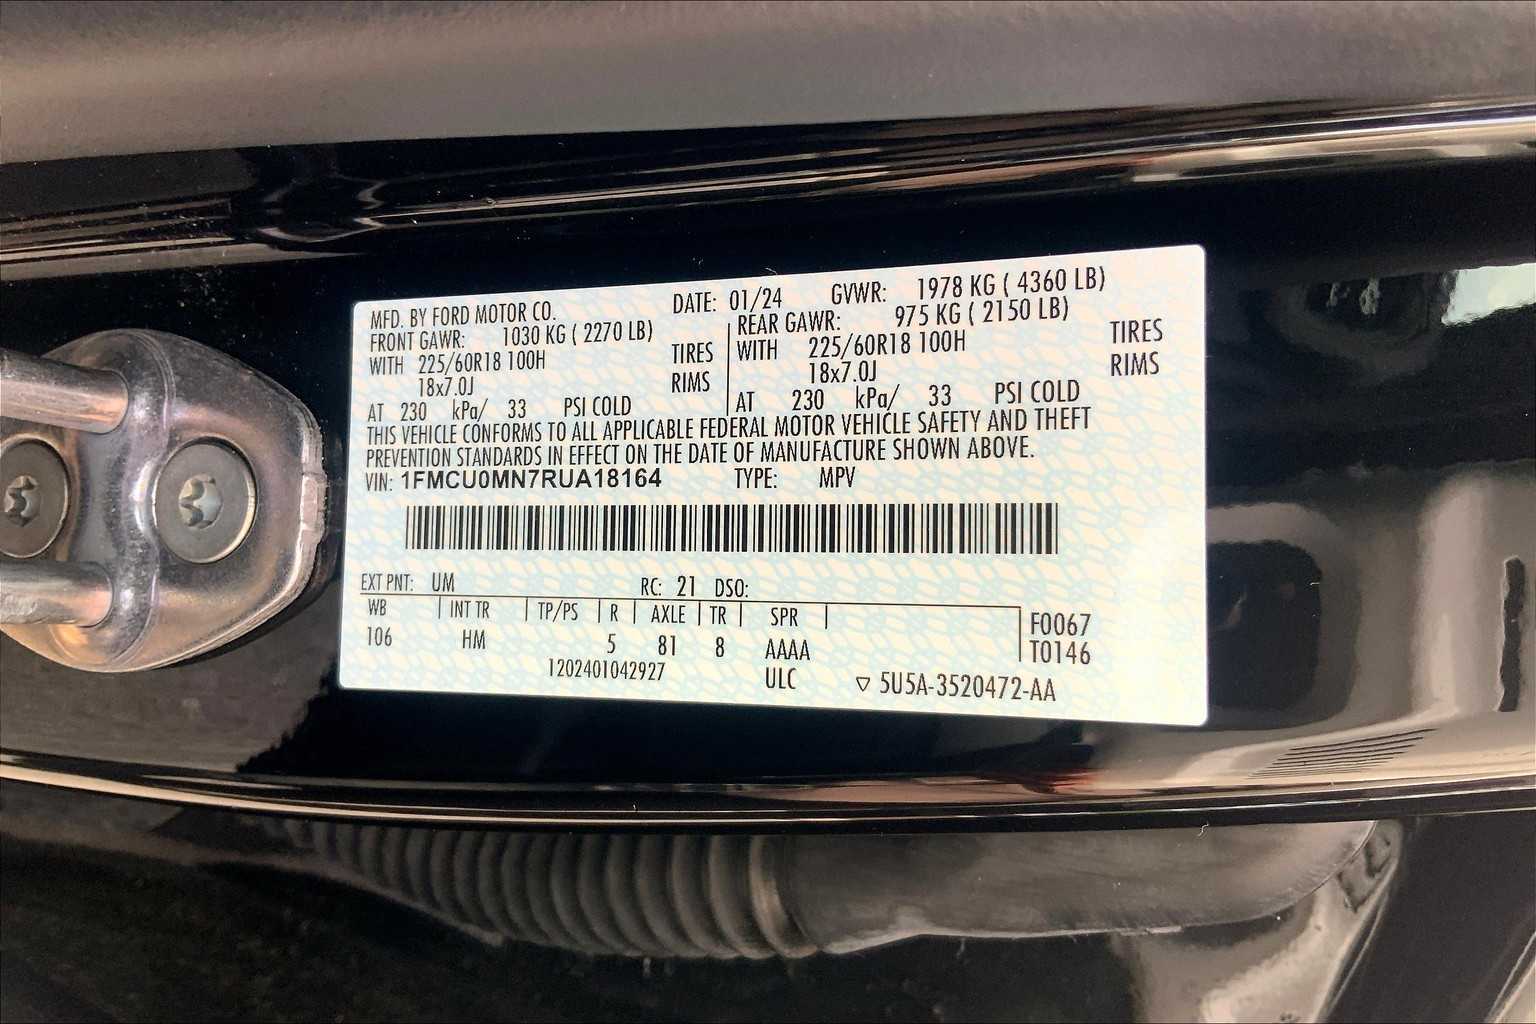 MFD. BY FORD MOTOR CO. DATE: 01/24 GVWR: 1978 KG ( 4360 LB)
FRONT GAWR: 1030 KG ( 2270 LB) REAR GAWR: 975 KG ( 2150 LB)
WITH 225/60R18 100H TIRES WITH 225/60R18 100H TIRES
18x7.0J RIMS 18x7.0J RIMS
AT 230 kPa/ 33 PSI COLD AT 230 kPa/ 33 PSI COLD
THIS VEHICLE CONFORMS TO ALL APPLICABLE FEDERAL MOTOR VEHICLE SAFETY AND THEFT
PREVENTION STANDARDS IN EFFECT ON THE DATE OF MANUFACTURE SHOWN ABOVE.
VIN: 1FMCU0MN7RUA18164 TYPE: MPV
EXT PNT: UM RC: 21 DSO:
WB INT TR TP/PS R AXLE TR SPR F0067
106 HM 5 81 8 AAAA T0146
1202401042927 ULC ▽ 5U5A-3520472-AA